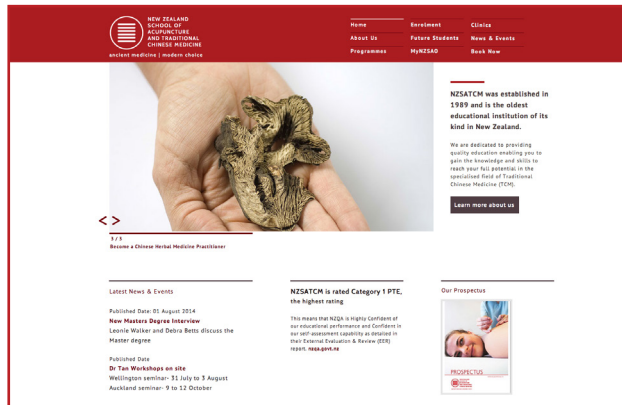 NEW ZEALAND
SCHOOL OF
ACUPUNCTURE
AND TRADITIONAL
CHINESE MEDICINE
ancient medicine | modern choice
Home
About Us
Programmes
Enrolment
Future Students
MyNZSAO
Clinics
News & Events
Book Now
NZSATCM was established in
1989 and is the oldest
educational institution of its
kind in New Zealand.
We are dedicated to providing
quality education enabling you to
gain the knowledge and skills to
reach your full potential in the
specialised field of Traditional
Chinese Medicine (TCM).
Learn more about us
< >
3 / 3
Become a Chinese Herbal Medicine Practitioner
Latest News & Events
Published Date: 01 August 2014
New Masters Degree Interview
Leonie Walker and Debra Betts discuss the
Master degree
Published Date
Dr Tan Workshops on site
Wellington seminar- 31 July to 3 August
Auckland seminar- 9 to 12 October
NZSATCM is rated Category 1 PTE,
the highest rating
This means that NZQA is Highly Confident of
our educational performance and Confident in
our self-assessment capability as detailed in
their External Evaluation & Review (EER)
report. nzqa.govt.nz
Our Prospectus
PROSPECTUS